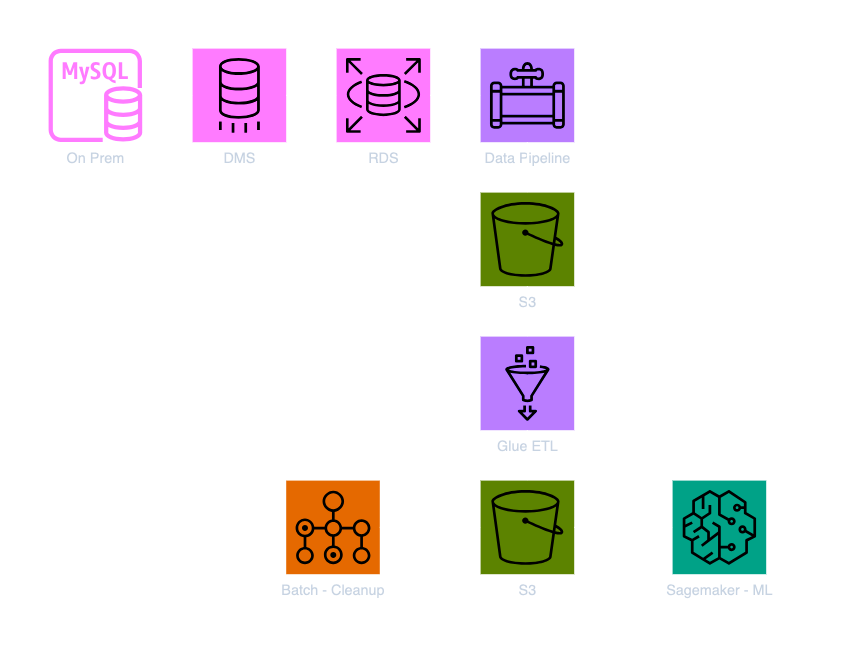 MySQL
On Prem
DMS
RDS
Data Pipeline
S3
Glue ETL
Batch - Cleanup
S3
Sagemaker - ML